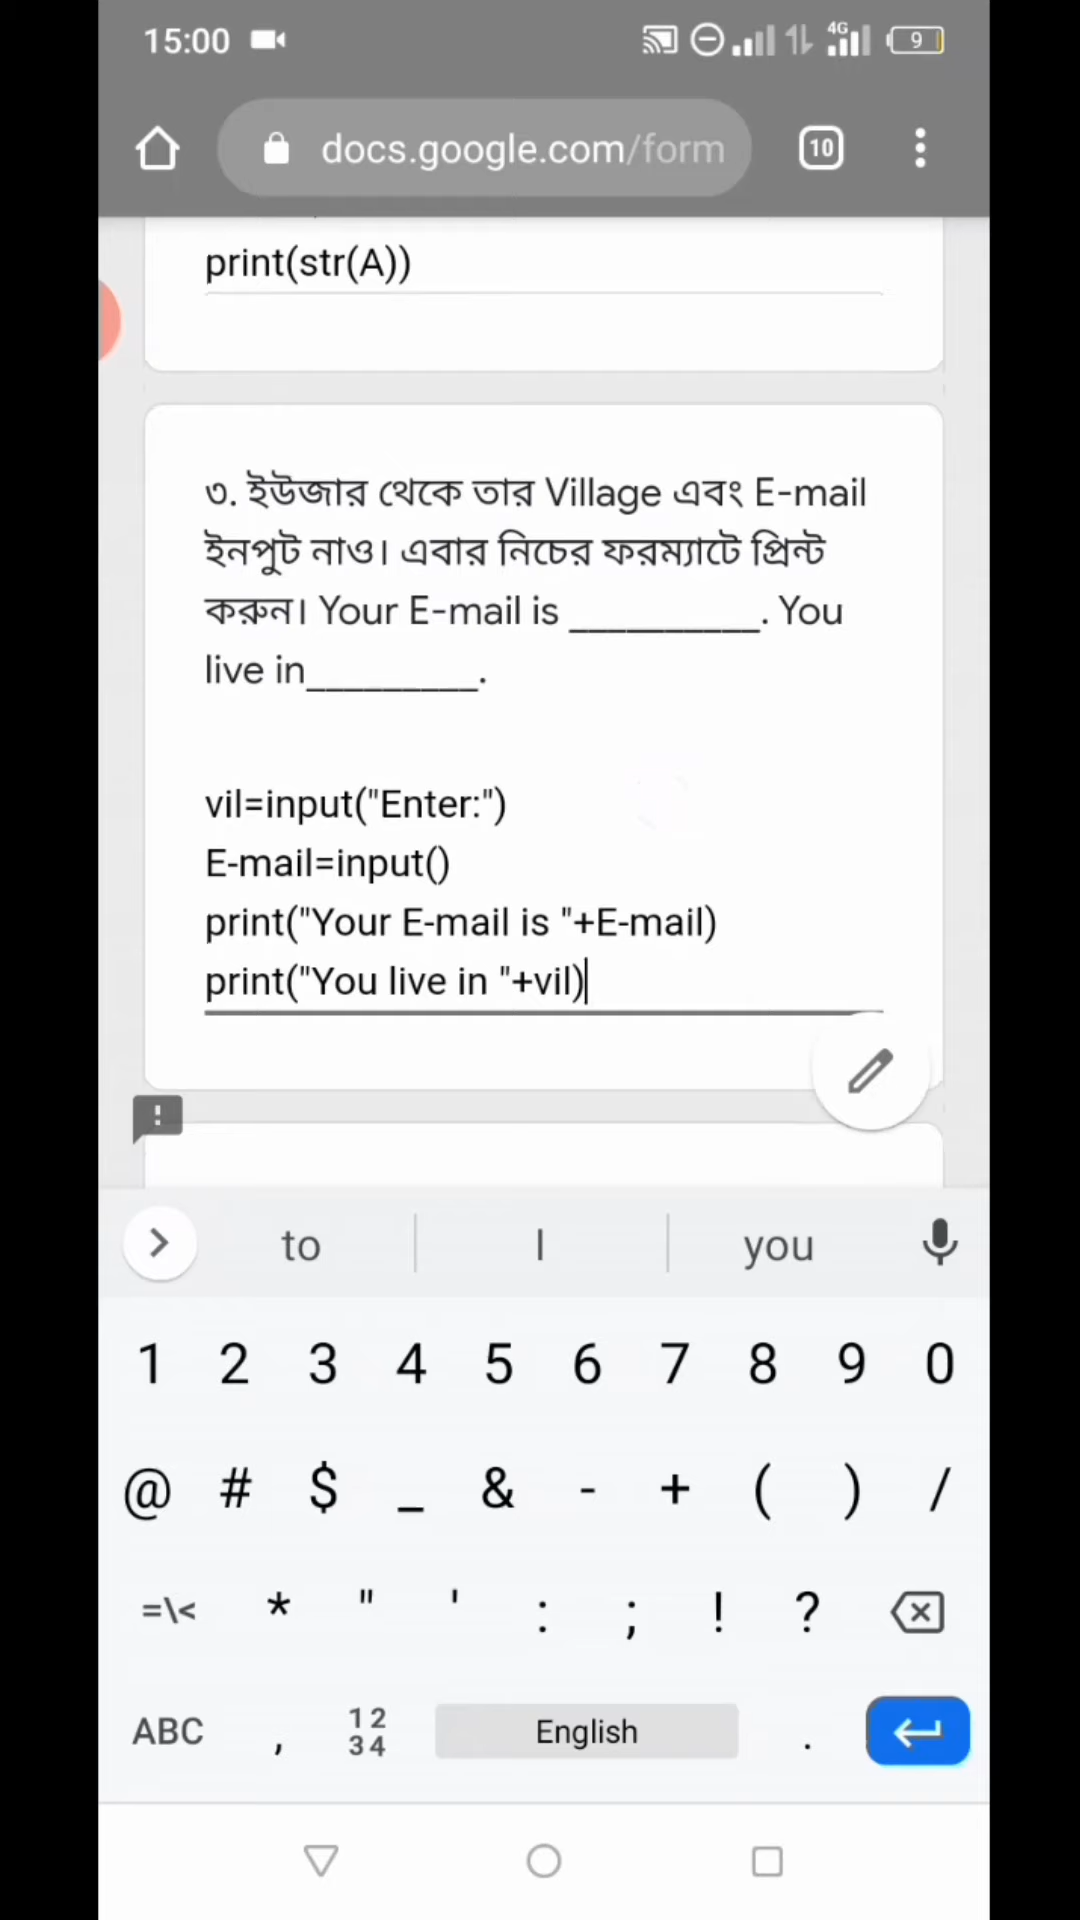 15:00
4G
9
docs.google.com/form
10
print(str(A))
৩. ইউজার থেকে তার Village এবং E-mail
ইনপুট নাও। এবার নিচের ফরম্যাটে প্রিন্ট
করুন। Your E-mail is __________. You
live in_________.
vil=input("Enter:")
E-mail=input()
print("Your E-mail is "+E-mail)
print("You live in "+vil)
!
to I you
1 2 3 4 5 6 7 8 9 0
@ # $ _ & - + ( ) /
=\< * " ' : ; ! ?
ABC , 12 34 English .